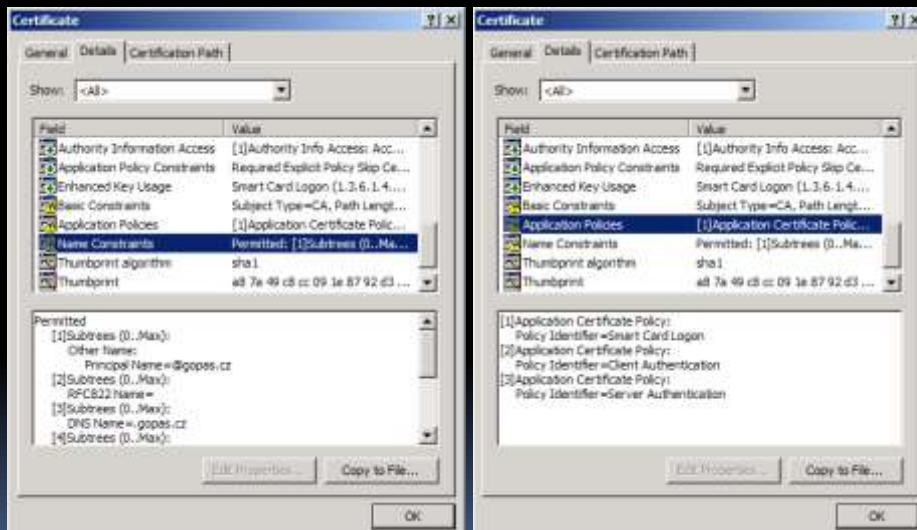 Certificate
General Details Certification Path
Show: <All>
Field Value
Authority Information Access [1]Authority Info Access: Acc...
Application Policy Constraints Required Explicit Policy Skip Ce...
Enhanced Key Usage Smart Card Logon (1.3.6.1.4....
Basic Constraints Subject Type=CA, Path Lengt...
Application Policies [1]Application Certificate Polic...
Name Constraints Permitted: [1]Subtrees (0..Ma...
Thumbprint algorithm sha1
Thumbprint a8 7a 49 c8 cc 09 1e 87 92 d3 ...
Permitted
[1]Subtrees (0..Max):
Other Name:
Principal Name=@gopas.cz
[2]Subtrees (0..Max):
RFC822 Name=
[3]Subtrees (0..Max):
DNS Name=.gopas.cz
[4]Subtrees (0..Max):
Edit Properties... Copy to File...
OK
Certificate
General Details Certification Path
Show: <All>
Field Value
Authority Information Access [1]Authority Info Access: Acc...
Application Policy Constraints Required Explicit Policy Skip Ce...
Enhanced Key Usage Smart Card Logon (1.3.6.1.4....
Basic Constraints Subject Type=CA, Path Lengt...
Application Policies [1]Application Certificate Polic...
Name Constraints Permitted: [1]Subtrees (0..Ma...
Thumbprint algorithm sha1
Thumbprint a8 7a 49 c8 cc 09 1e 87 92 d3 ...
[1]Application Certificate Policy:
Policy Identifier=Smart Card Logon
[2]Application Certificate Policy:
Policy Identifier=Client Authentication
[3]Application Certificate Policy:
Policy Identifier=Server Authentication
Edit Properties... Copy to File...
OK